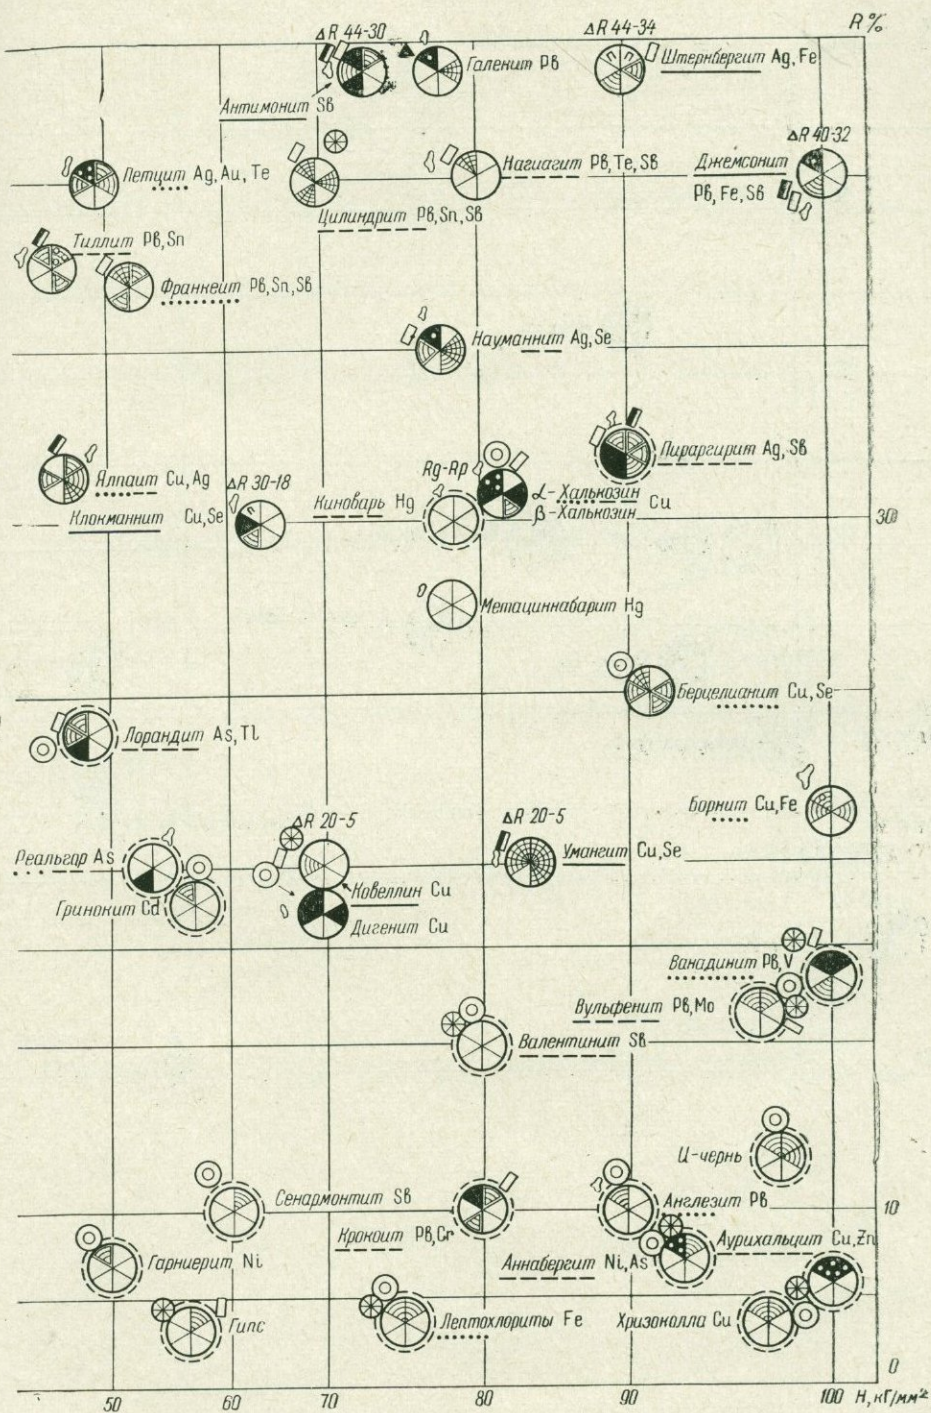 R%
ΔR 44-30
ΔR 44-34
Галенит Pb
Штернбергит Ag, Fe
Антимонит Sb
ΔR 40-32
Петцит Ag, Au, Te
Нагиагит Pb, Te, Sb
Джемсонит
Pb, Fe, Sb
Цилиндрит Pb, Sn, Sb
Тиллит Pb, Sn
Франкеит Pb, Sn, Sb
Науманнит Ag, Se
Пираргирит Ag, Sb
Rg-Rp
Ялпаит Cu, Ag
ΔR 30-18
Киноварь Hg
α-Халькозин
β-Халькозин
Cu
Клокманнит Cu, Se
30
Метациннабарит Hg
Берцелианит Cu, Se
Лорандит As, Tl
Борнит Cu, Fe
ΔR 20-5
ΔR 20-5
Реальгар As
Умангит Cu, Se
Ковеллин Cu
Гринокит Cd
Дигенит Cu
Ванадинит Pb, V
Вульфенит Pb, Mo
Валентинит Sb
U-чернь
Сенармонтит Sb
Англезит Pb
10
Крокоит Pb, Cr
Аурихальцит Cu, Zn
Гарниерит Ni
Аннабергит Ni, As
Гипс
Лептохлориты Fe
Хризоколла Cu
0
50 60 70 80 90 100 H, кГ/мм²